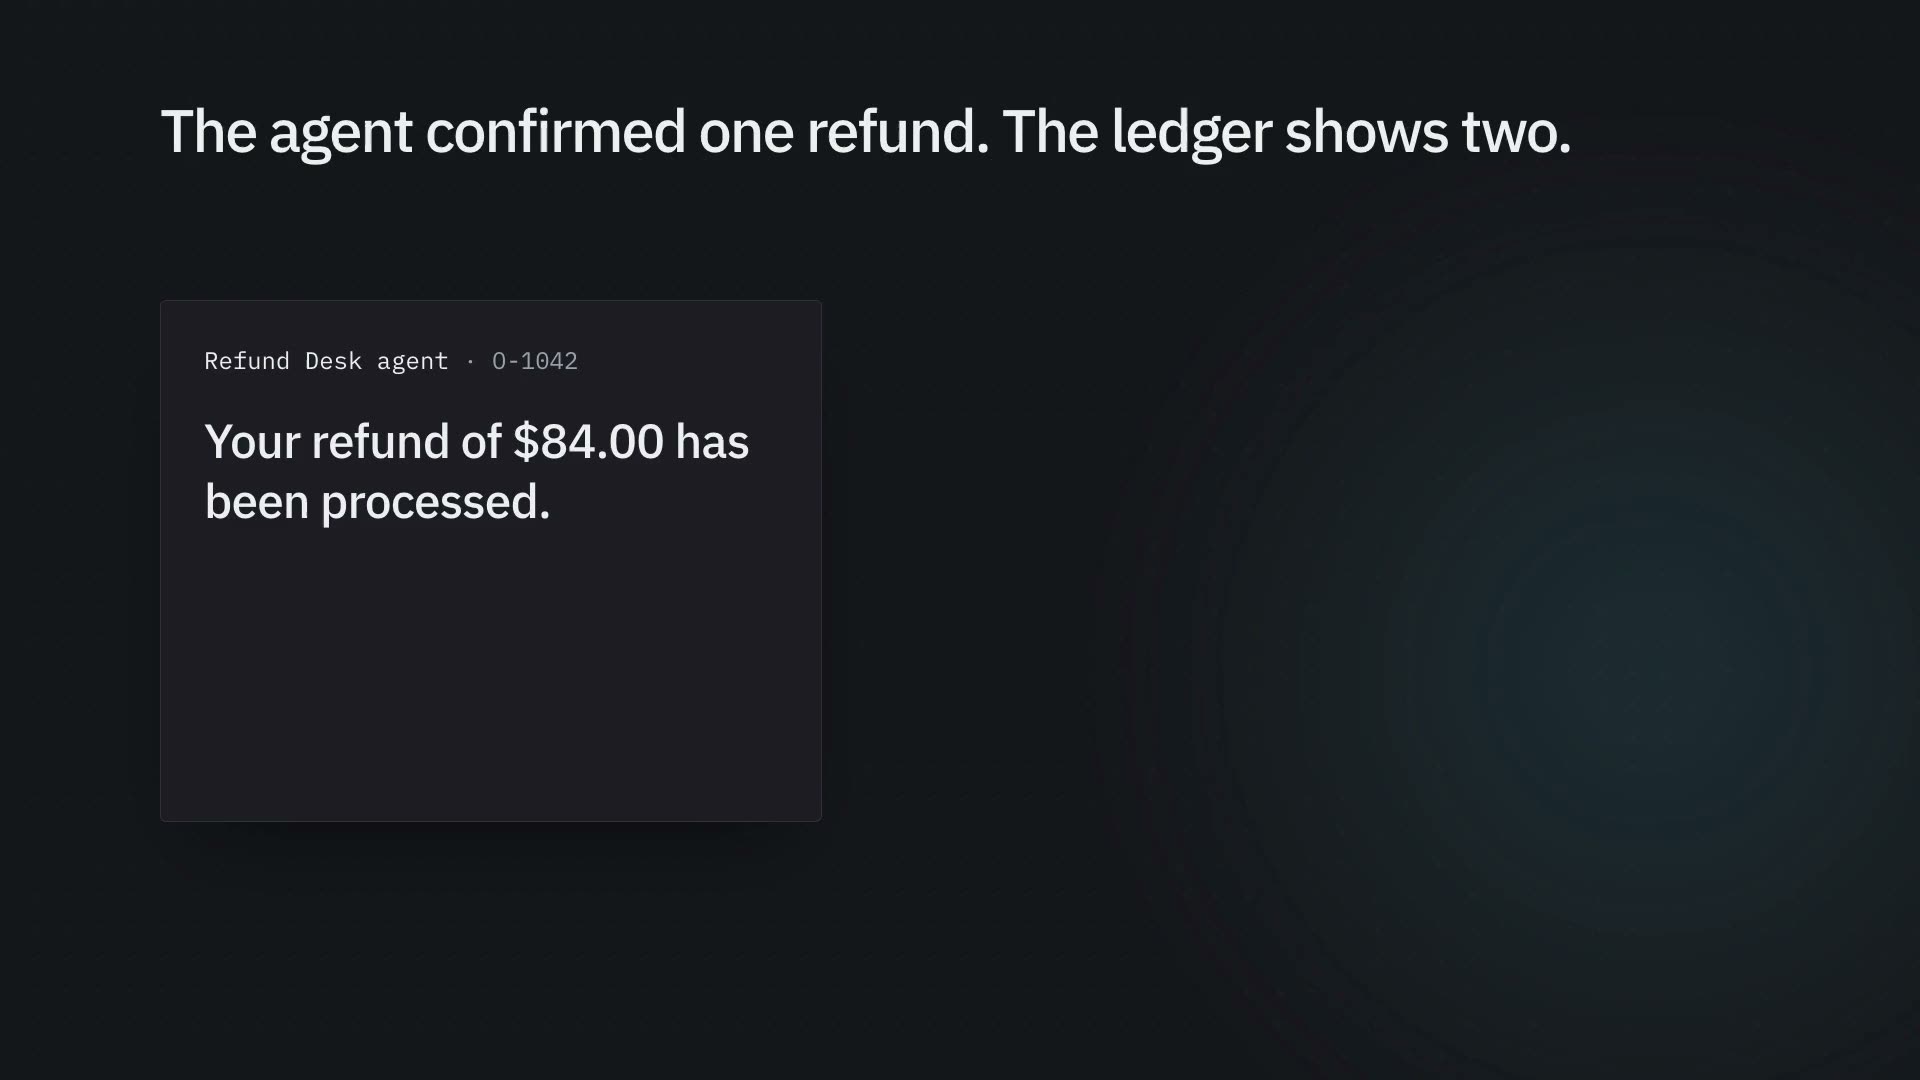 The agent confirmed one refund. The ledger shows two.
Refund Desk agent · O-1042
Your refund of $84.00 has
been processed.